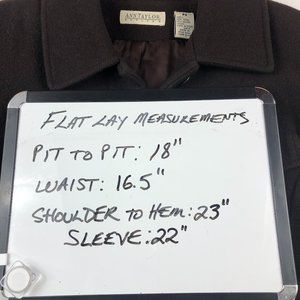 ANN TAYLOR
FLAT LAY MEASUREMENTS
PIT TO PIT: 18"
WAIST: 16.5"
SHOULDER TO HEM: 23"
SLEEVE: 22"